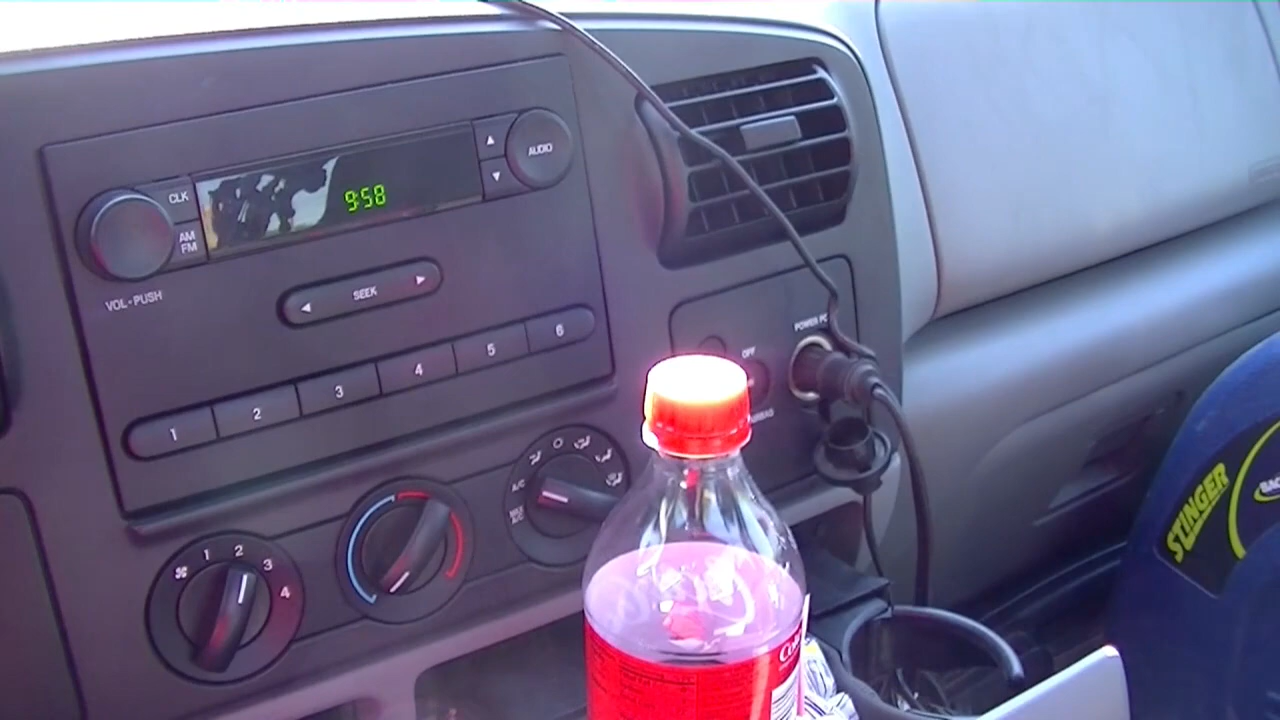 CLK
AM
FM
9:58
AUDIO
VOL-PUSH
SEEK
1 2 3 4 5 6
POWER
OFF
A/C
MAX
A/C
1 2 3 4
STINGER